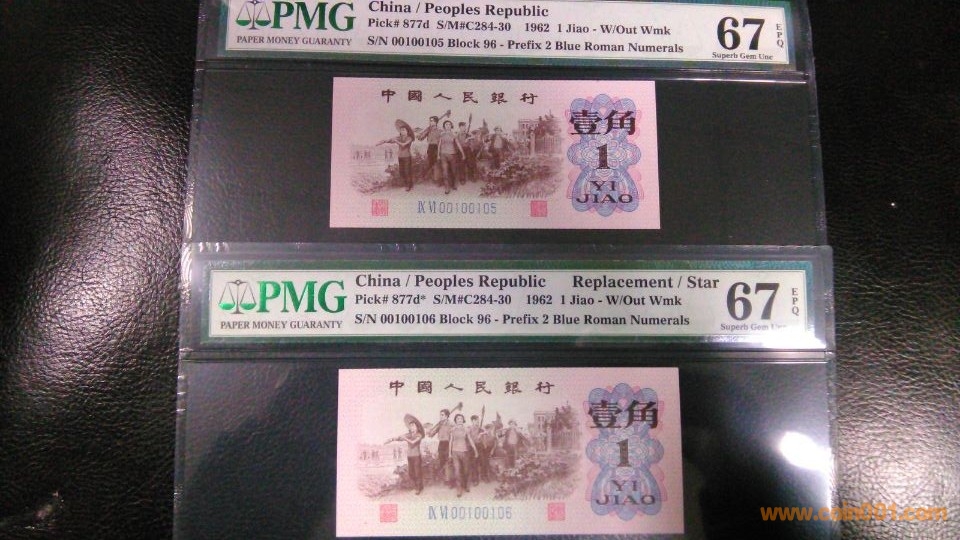 PMG
PAPER MONEY GUARANTY
China / Peoples Republic
Pick# 877d S/M#C284-30 1962 1 Jiao - W/Out Wmk
S/N 00100105 Block 96 - Prefix 2 Blue Roman Numerals
67
EPQ
Superb Gem Unc
中國人民銀行
壹角
1
YI
JIAO
IX VI 00100105
PMG
PAPER MONEY GUARANTY
China / Peoples Republic Replacement / Star
Pick# 877d* S/M#C284-30 1962 1 Jiao - W/Out Wmk
S/N 00100106 Block 96 - Prefix 2 Blue Roman Numerals
67
EPQ
Superb Gem Unc
中國人民銀行
壹角
1
YI
JIAO
IX VI 00100106